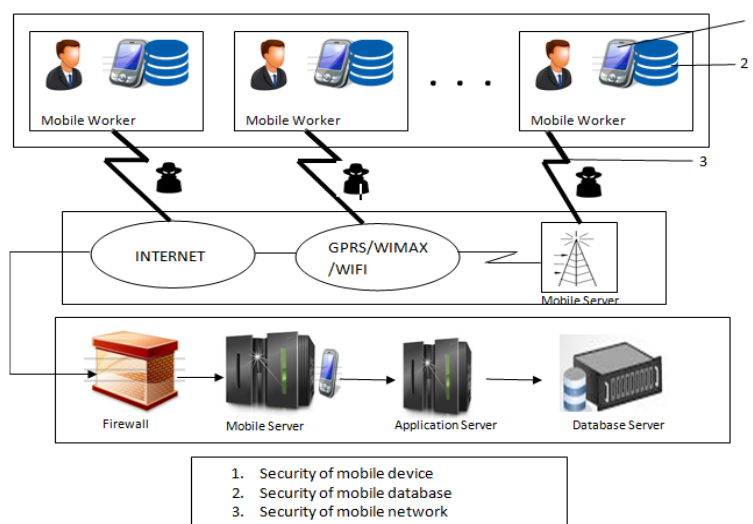 Mobile Worker
Mobile Worker
. . .
Mobile Worker
2
3
INTERNET
GPRS/WIMAX
/WIFI
Mobile Server
Firewall
Mobile Server
Application Server
Database Server
1. Security of mobile device
2. Security of mobile database
3. Security of mobile network